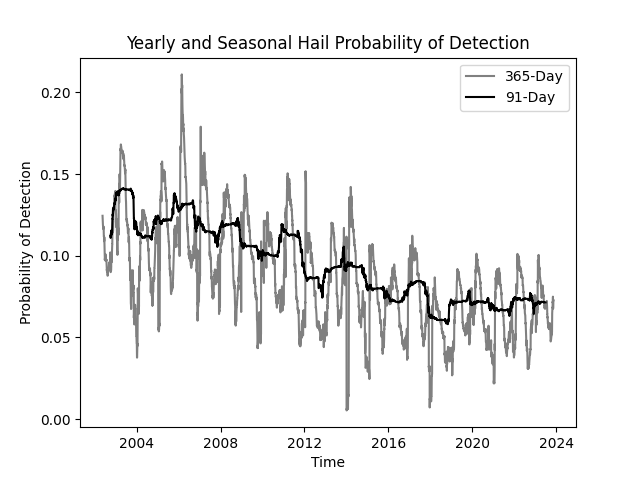 Yearly and Seasonal Hail Probability of Detection
365-Day
91-Day
0.20
0.15
0.10
0.05
0.00
Probability of Detection
2004 2008 2012 2016 2020 2024
Time